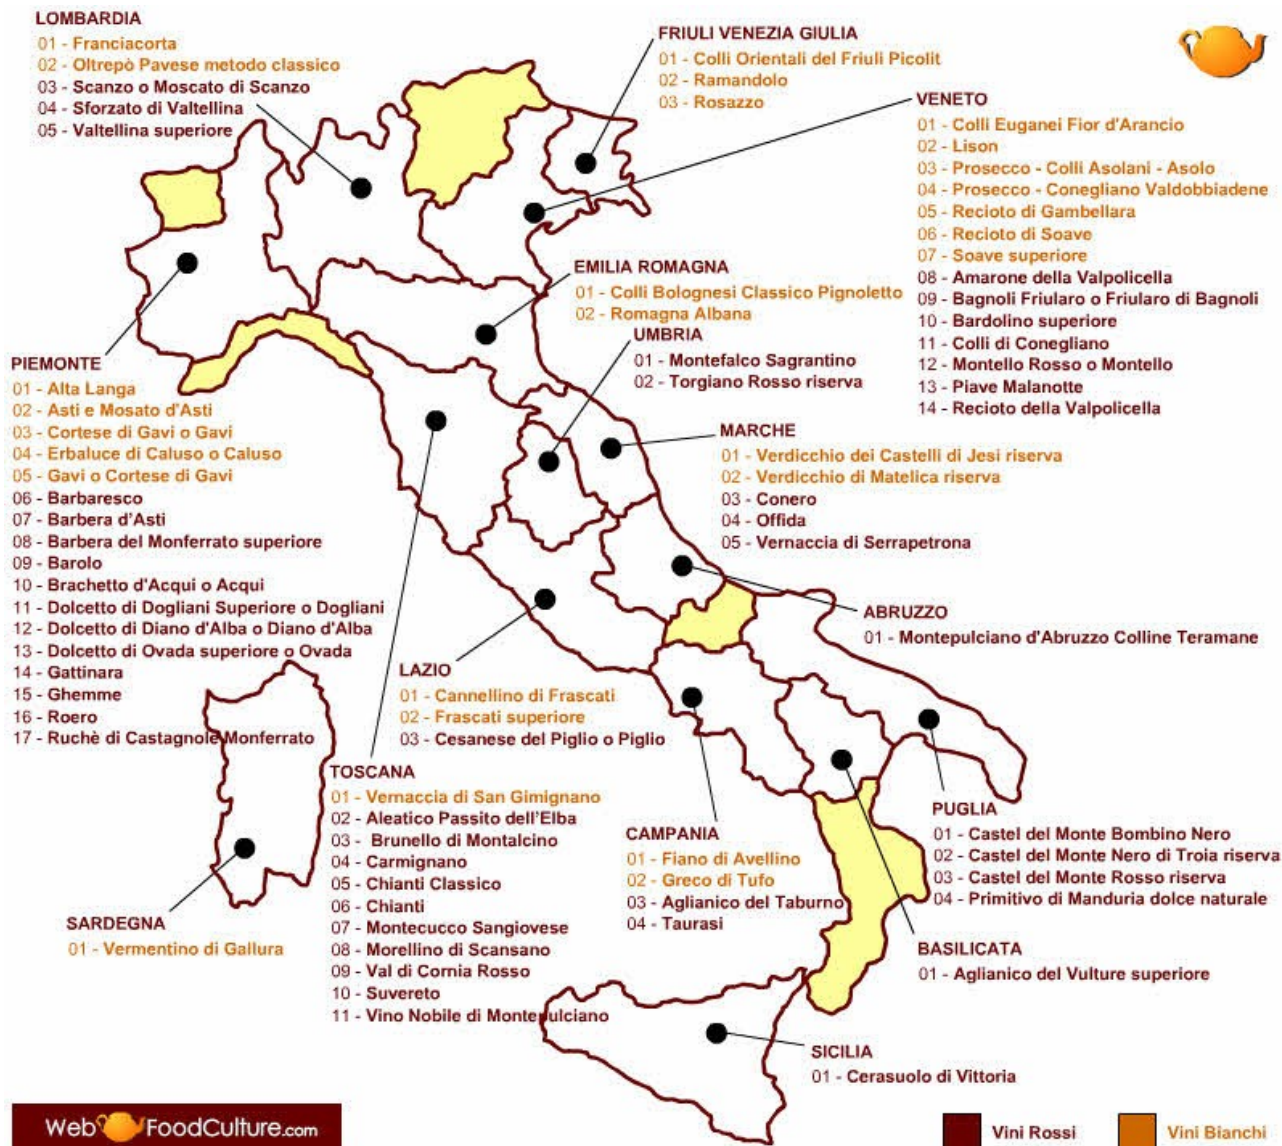 LOMBARDIA
01 - Franciacorta
02 - Oltrepò Pavese metodo classico
03 - Scanzo o Moscato di Scanzo
04 - Sforzato di Valtellina
05 - Valtellina superiore
FRIULI VENEZIA GIULIA
01 - Colli Orientali del Friuli Picolit
02 - Ramandolo
03 - Rosazzo
VENETO
01 - Colli Euganei Fior d'Arancio
02 - Lison
03 - Prosecco - Colli Asolani - Asolo
04 - Prosecco - Conegliano Valdobbiadene
05 - Recioto di Gambellara
06 - Recioto di Soave
07 - Soave superiore
08 - Amarone della Valpolicella
09 - Bagnoli Friularo o Friularo di Bagnoli
10 - Bardolino superiore
11 - Colli di Conegliano
12 - Montello Rosso o Montello
13 - Piave Malanotte
14 - Recioto della Valpolicella
EMILIA ROMAGNA
01 - Colli Bolognesi Classico Pignoletto
02 - Romagna Albana
UMBRIA
01 - Montefalco Sagrantino
02 - Torgiano Rosso riserva
PIEMONTE
01 - Alta Langa
02 - Asti e Mosato d'Asti
03 - Cortese di Gavi o Gavi
04 - Erbaluce di Caluso o Caluso
05 - Gavi o Cortese di Gavi
06 - Barbaresco
07 - Barbera d'Asti
08 - Barbera del Monferrato superiore
09 - Barolo
10 - Brachetto d'Acqui o Acqui
11 - Dolcetto di Dogliani Superiore o Dogliani
12 - Dolcetto di Diano d'Alba o Diano d'Alba
13 - Dolcetto di Ovada superiore o Ovada
14 - Gattinara
15 - Ghemme
16 - Roero
17 - Ruchè di Castagnole Monferrato
MARCHE
01 - Verdicchio dei Castelli di Jesi riserva
02 - Verdicchio di Matelica riserva
03 - Conero
04 - Offida
05 - Vernaccia di Serrapetrona
ABRUZZO
01 - Montepulciano d'Abruzzo Colline Teramane
LAZIO
01 - Cannellino di Frascati
02 - Frascati superiore
03 - Cesanese del Piglio o Piglio
TOSCANA
01 - Vernaccia di San Gimignano
02 - Aleatico Passito dell'Elba
03 - Brunello di Montalcino
04 - Carmignano
05 - Chianti Classico
06 - Chianti
07 - Montecucco Sangiovese
08 - Morellino di Scansano
09 - Val di Cornia Rosso
10 - Suvereto
11 - Vino Nobile di Montepulciano
CAMPANIA
01 - Fiano di Avellino
02 - Greco di Tufo
03 - Aglianico del Taburno
04 - Taurasi
PUGLIA
01 - Castel del Monte Bombino Nero
02 - Castel del Monte Nero di Troia riserva
03 - Castel del Monte Rosso riserva
04 - Primitivo di Manduria dolce naturale
SARDEGNA
01 - Vermentino di Gallura
BASILICATA
01 - Aglianico del Vulture superiore
SICILIA
01 - Cerasuolo di Vittoria
Web FoodCulture.com
Vini Rossi
Vini Bianchi